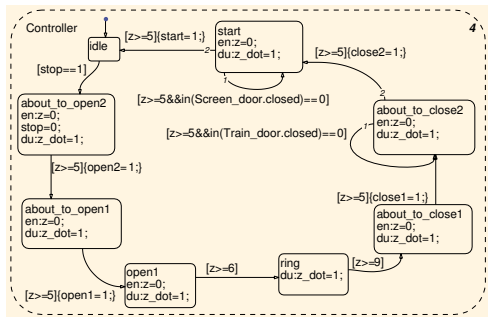 Controller
4
start
en:z=0;
du:z_dot=1;
[z>=5]{start=1;}
2
idle
[z>=5]{close2=1;}
1
[stop==1]
[z>=5&&in(Screen_door.closed)==0]
about_to_open2
en:z=0;
stop=0;
du:z_dot=1;
2
about_to_close2
en:z=0;
du:z_dot=1;
1
[z>=5&&in(Train_door.closed)==0]
[z>=5]{open2=1;}
[z>=5]{close1=1;}
about_to_open1
en:z=0;
du:z_dot=1;
about_to_close1
en:z=0;
du:z_dot=1;
open1
en:z=0;
du:z_dot=1;
[z>=6]
ring
du:z_dot=1;
[z>=9]
[z>=5]{open1=1;}